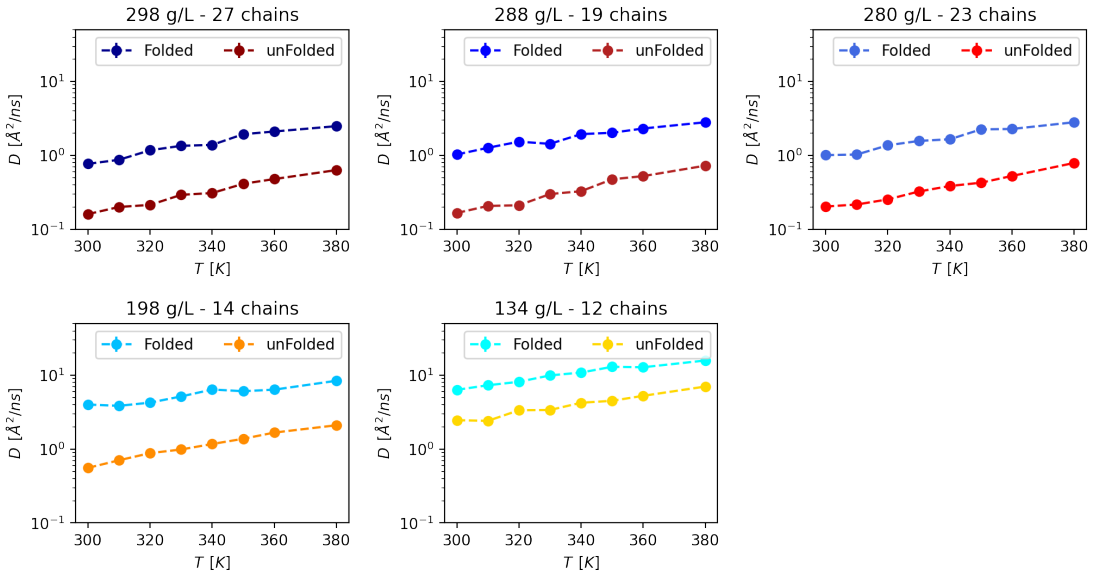 298 g/L - 27 chains
Folded unFolded
10¹
10⁰
10⁻¹
D [Å²/ns]
300 320 340 360 380
T [K]
288 g/L - 19 chains
Folded unFolded
10¹
10⁰
10⁻¹
D [Å²/ns]
300 320 340 360 380
T [K]
280 g/L - 23 chains
Folded unFolded
10¹
10⁰
10⁻¹
D [Å²/ns]
300 320 340 360 380
T [K]
198 g/L - 14 chains
Folded unFolded
10¹
10⁰
10⁻¹
D [Å²/ns]
300 320 340 360 380
T [K]
134 g/L - 12 chains
Folded unFolded
10¹
10⁰
10⁻¹
D [Å²/ns]
300 320 340 360 380
T [K]